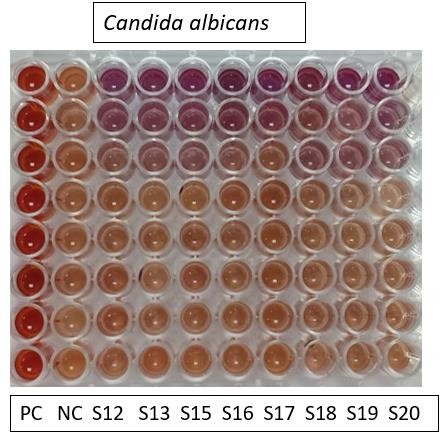 Candida albicans
PC NC S12 S13 S15 S16 S17 S18 S19 S20